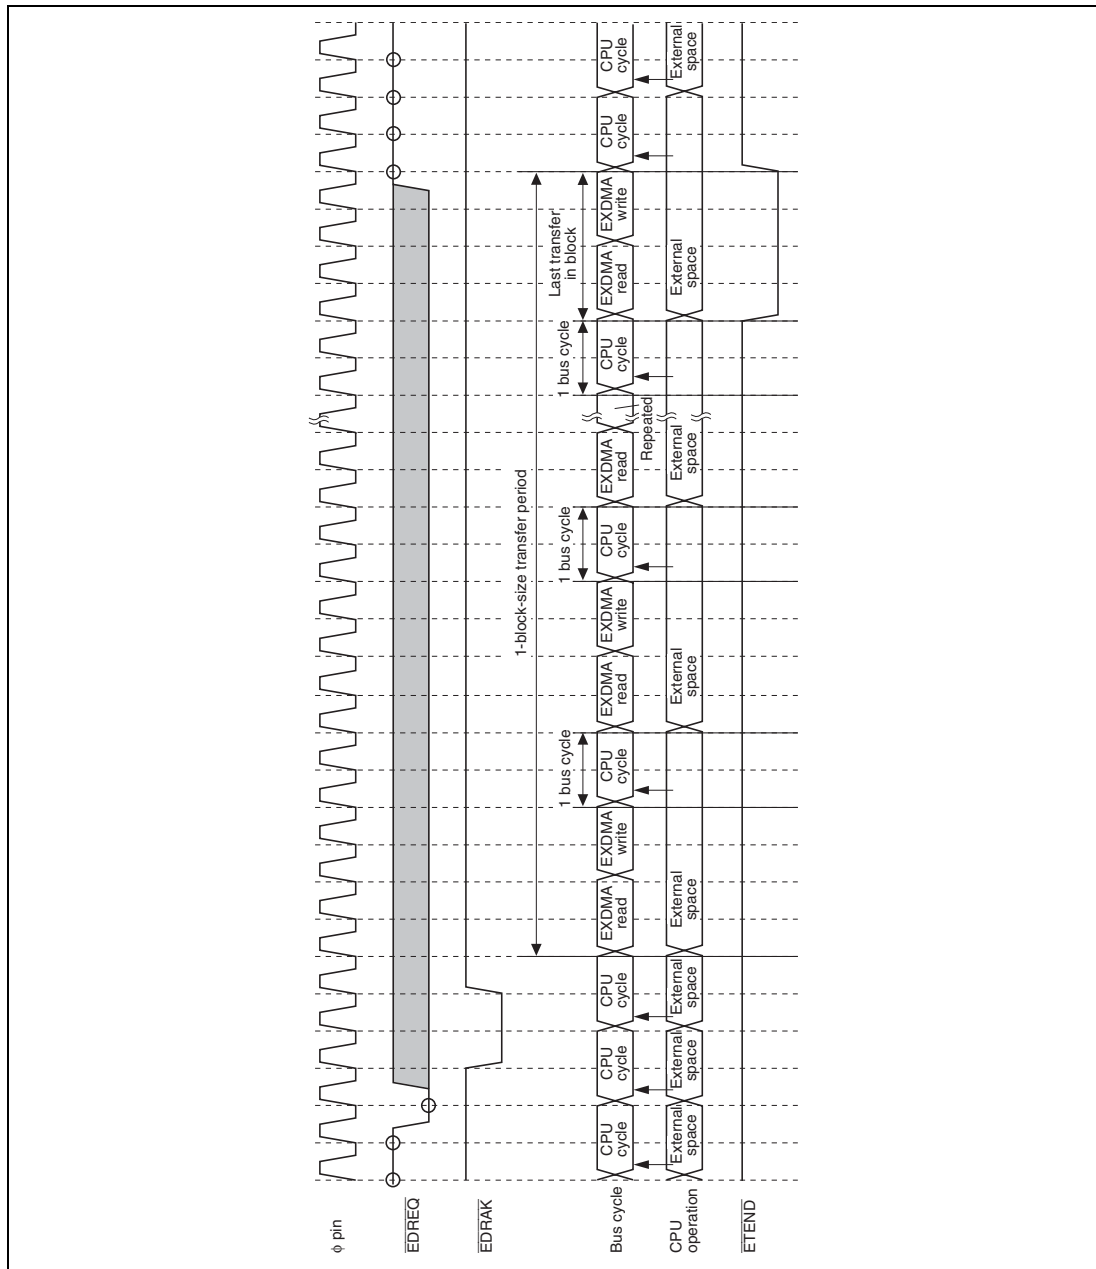 φ pin
EDREQ
EDRAK
1-block-size transfer period
Last transfer
in block
1 bus cycle
1 bus cycle
1 bus cycle
Bus cycle
CPU
cycle
CPU
cycle
CPU
cycle
EXDMA
read
EXDMA
write
CPU
cycle
EXDMA
read
EXDMA
write
CPU
cycle
EXDMA
read
Repeated
CPU
cycle
EXDMA
read
EXDMA
write
CPU
cycle
CPU
cycle
CPU
operation
External
space
External
space
External
space
External
space
External
space
External
space
External
space
External
space
ETEND